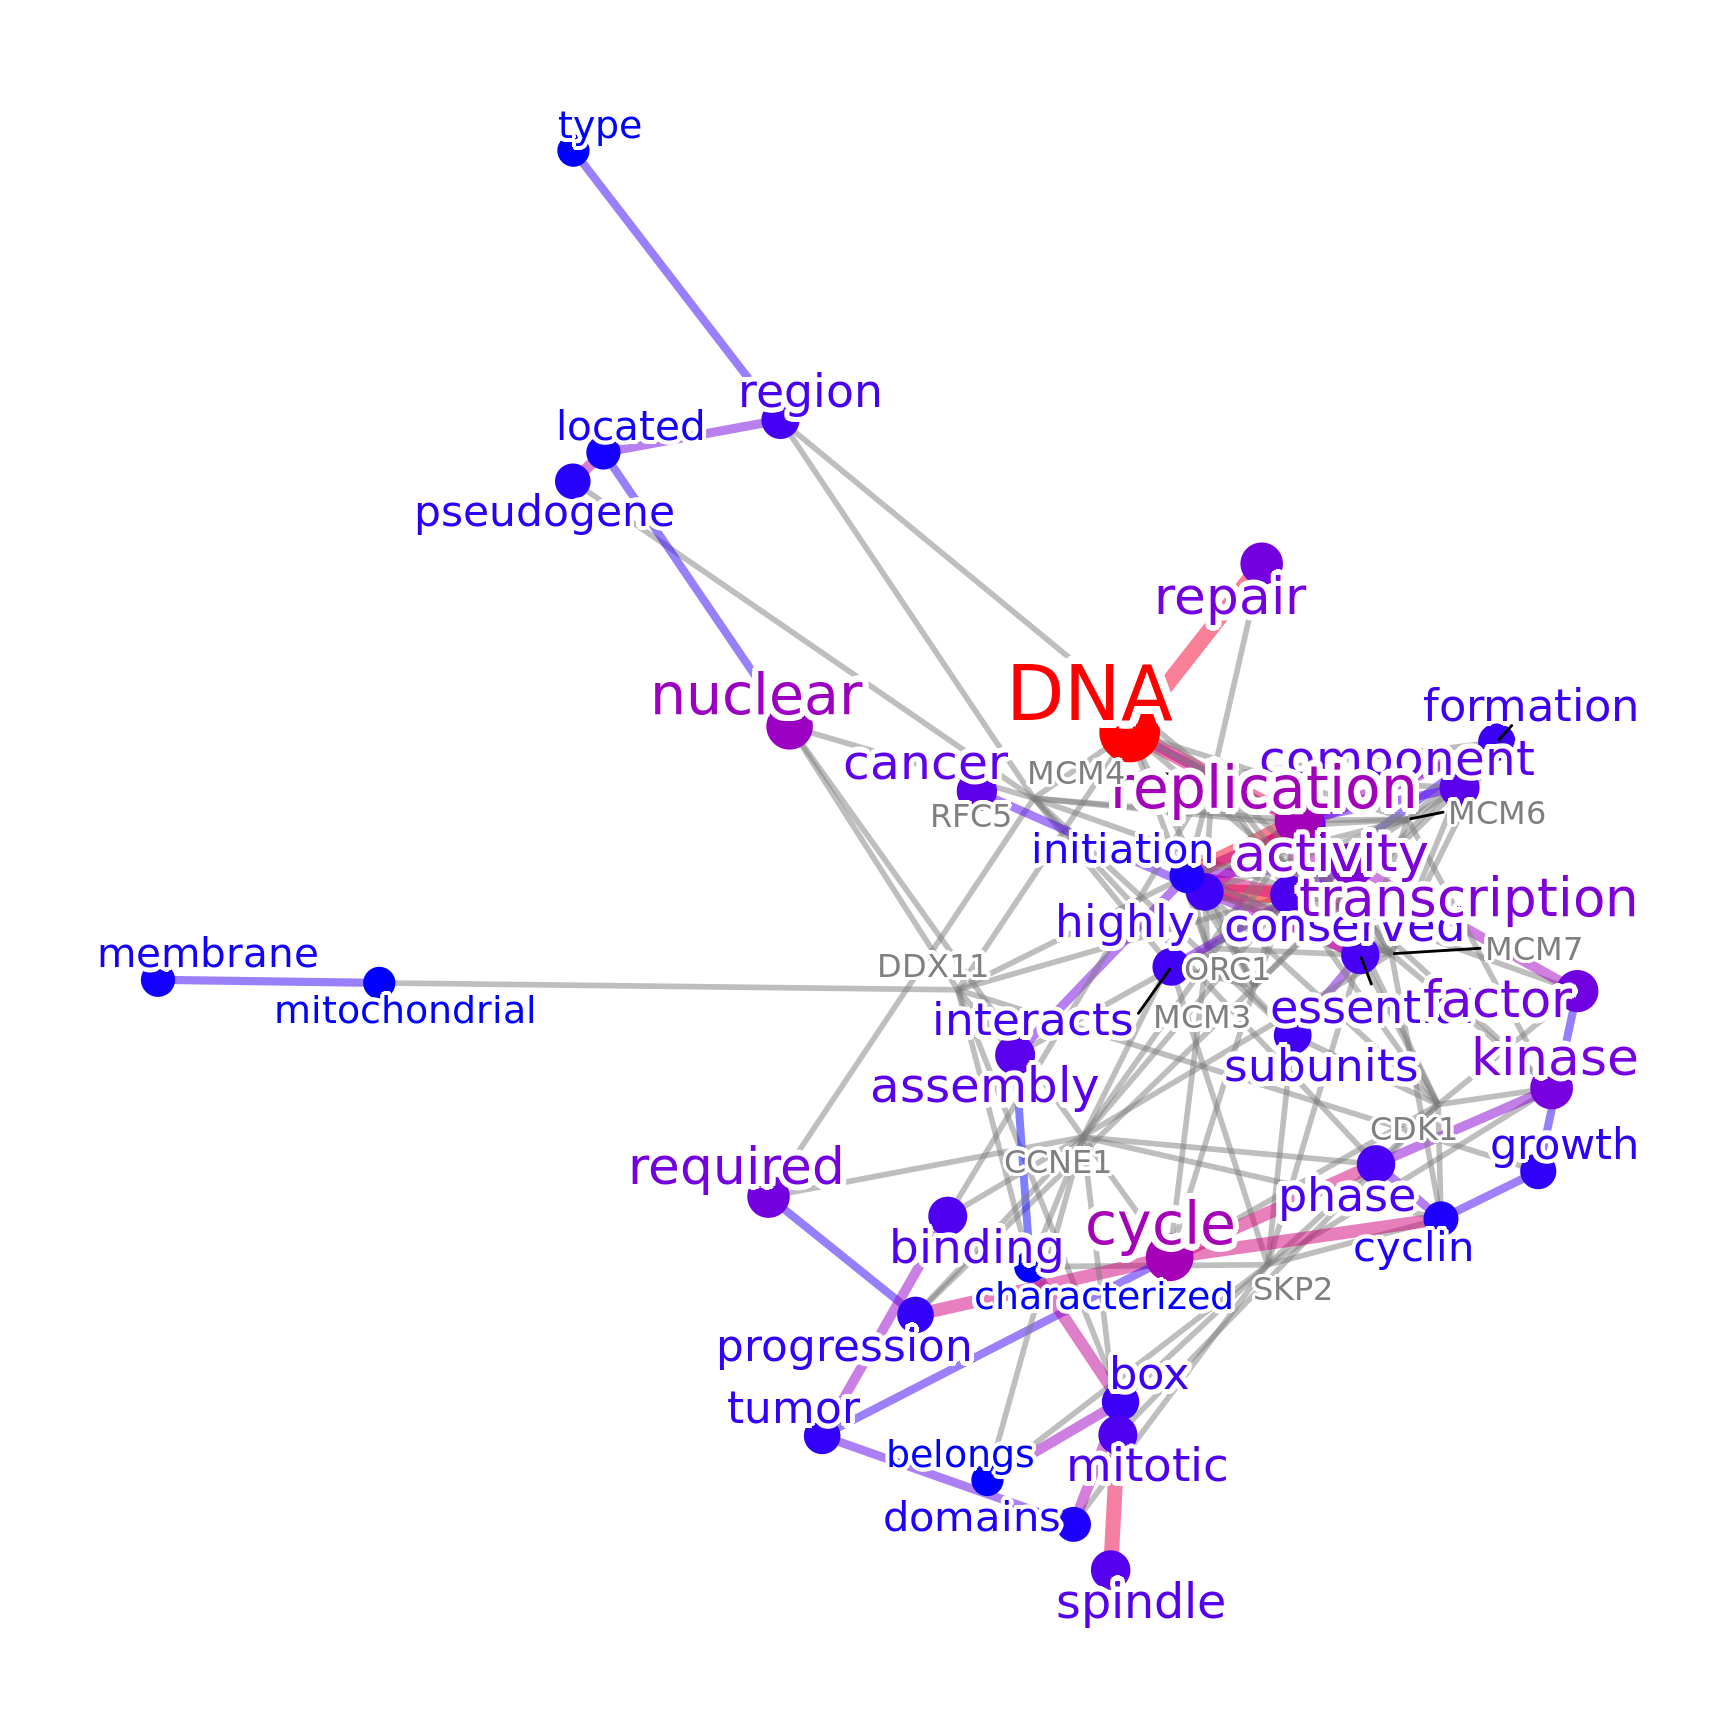 type
region
located
pseudogene
repair
DNA
nuclear
formation
cancer
component
MCM4
replication
RFC5
MCM6
initiation
activity
transcription
highly
conserved
MCM7
membrane
DDX11
ORC1
mitochondrial
interacts
MCM3
factor
subunits
kinase
assembly
CDK1
growth
CCNE1
required
phase
cycle
binding
cyclin
characterized
SKP2
progression
box
tumor
belongs
mitotic
domains
spindle